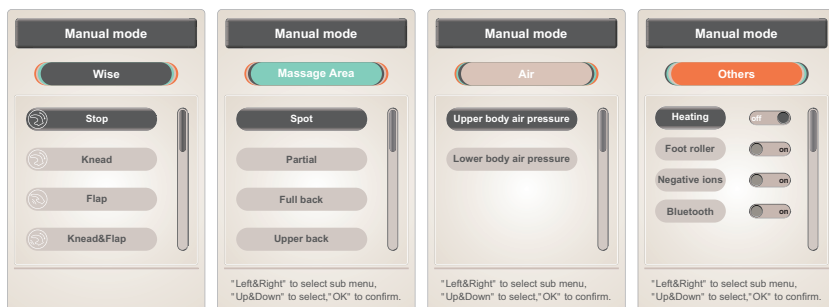 Manual mode
Wise
Stop
Knead
Flap
Knead&Flap
Manual mode
Massage Area
Spot
Partial
Full back
Upper back
"Left&Right" to select sub menu,
"Up&Down" to select,"OK" to confirm.
Manual mode
Air
Upper body air pressure
Lower body air pressure
"Left&Right" to select sub menu,
"Up&Down" to select,"OK" to confirm.
Manual mode
Others
Heating off
Foot roller on
Negative ions on
Bluetooth on
"Left&Right" to select sub menu,
"Up&Down" to select,"OK" to confirm.